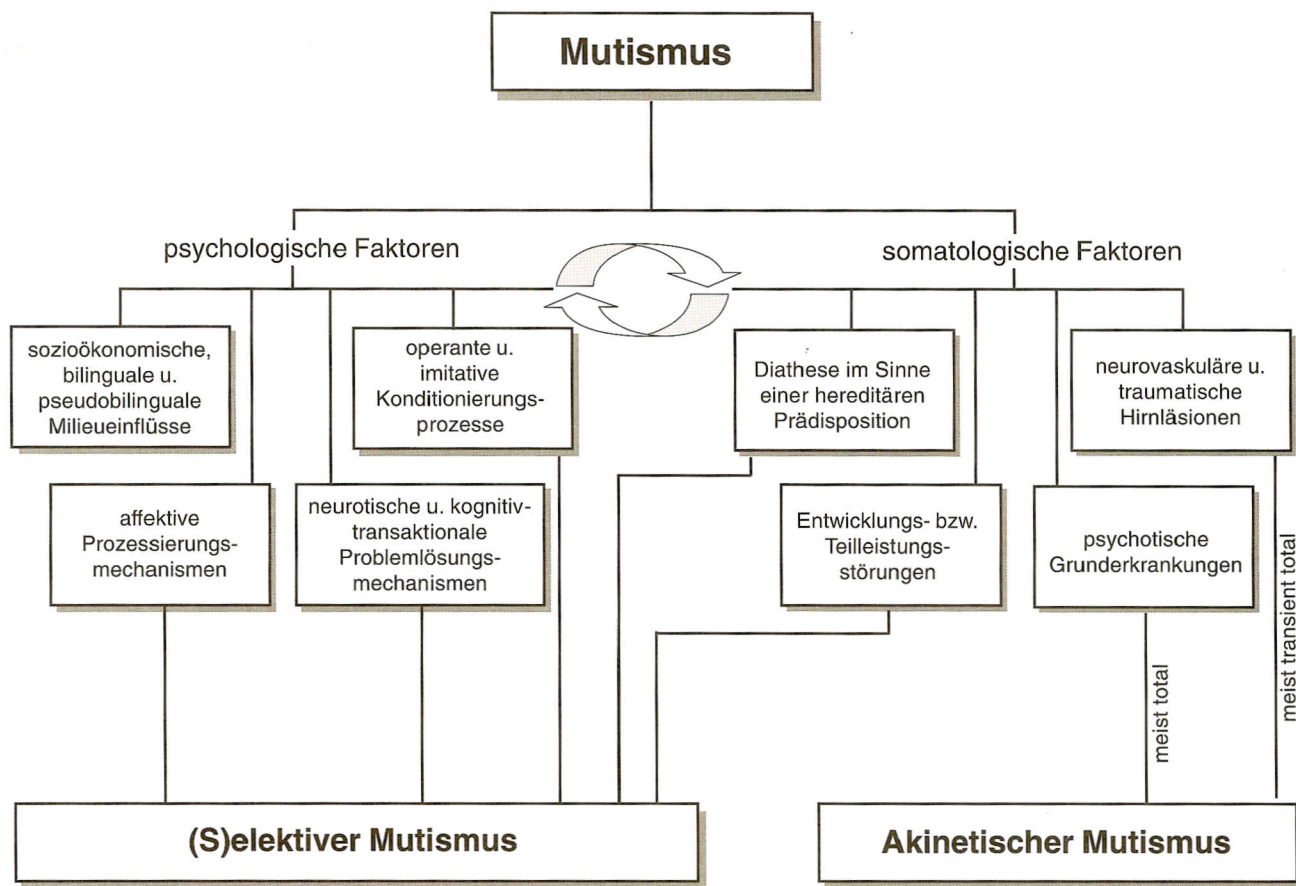 Mutismus
psychologische Faktoren
somatologische Faktoren
sozioökonomische,
bilinguale u.
pseudobilinguale
Milieueinflüsse
operante u.
imitative
Konditionierungs-
prozesse
Diathese im Sinne
einer hereditären
Prädisposition
neurovaskuläre u.
traumatische
Hirnläsionen
affektive
Prozessierungs-
mechanismen
neurotische u. kognitiv-
transaktionale
Problemlösungs-
mechanismen
Entwicklungs- bzw.
Teilleistungs-
störungen
psychotische
Grunderkrankungen
meist total
meist transient total
(S)elektiver Mutismus
Akinetischer Mutismus